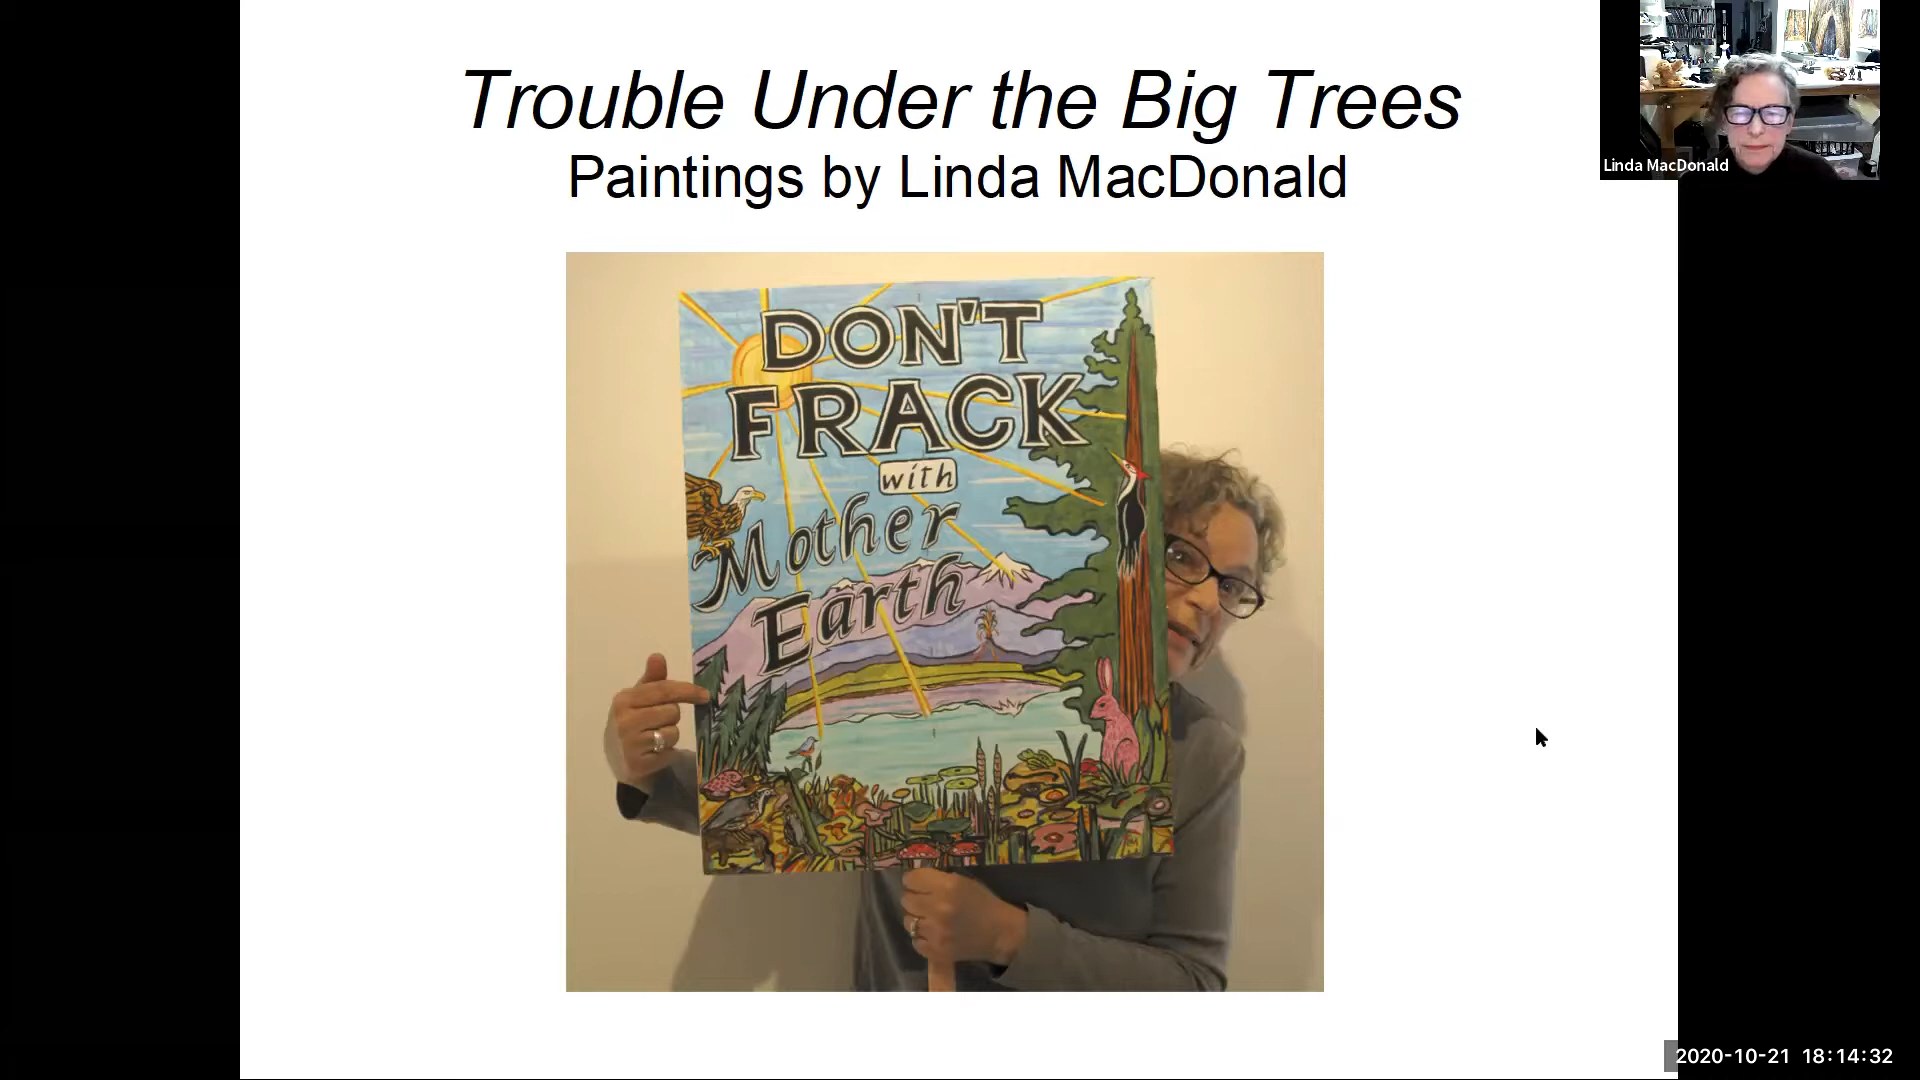 Trouble Under the Big Trees
Paintings by Linda MacDonald
Linda MacDonald
DON'T
FRACK
with
Mother
Earth
2020-10-21 18:14:32